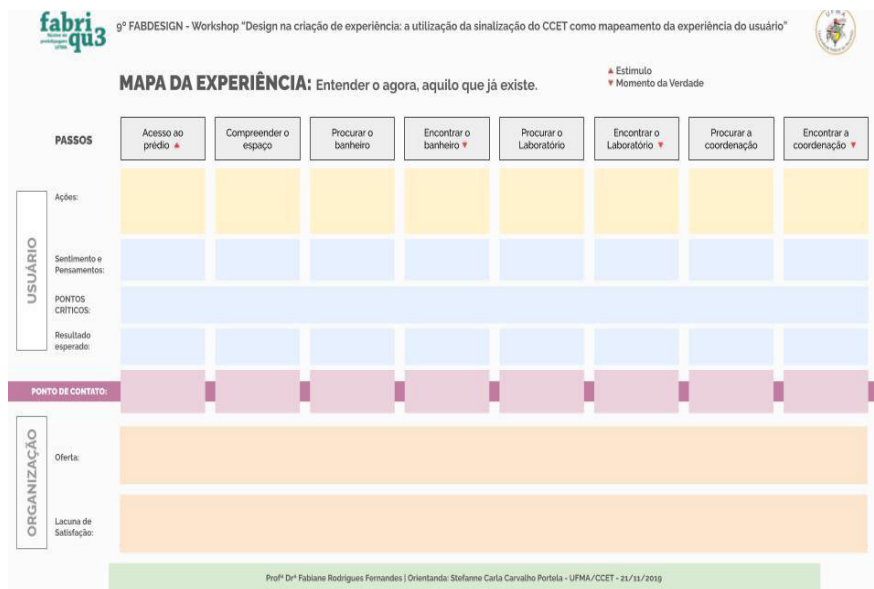 fabri
qu3
UFMA
9º FABDESIGN - Workshop "Design na criação de experiência: a utilização da sinalização do CCET como mapeamento da experiência do usuário"
MAPA DA EXPERIÊNCIA: Entender o agora, aquilo que já existe.
▲ Estimulo
▼ Momento da Verdade
PASSOS
Acesso ao
prédio ▲
Compreender o
espaço
Procurar o
banheiro
Encontrar o
banheiro ▼
Procurar o
Laboratório
Encontrar o
Laboratório ▼
Procurar a
coordenação
Encontrar a
coordenação ▼
USUÁRIO
Ações:
Sentimento e
Pensamentos:
PONTOS
CRÍTICOS:
Resultado
esperado:
PONTO DE CONTATO:
ORGANIZAÇÃO
Oferta:
Lacuna de
Satisfação:
Profª Drª Fabiane Rodrigues Fernandes | Orientanda: Stefanne Carla Carvalho Portela - UFMA/CCET - 21/11/2019